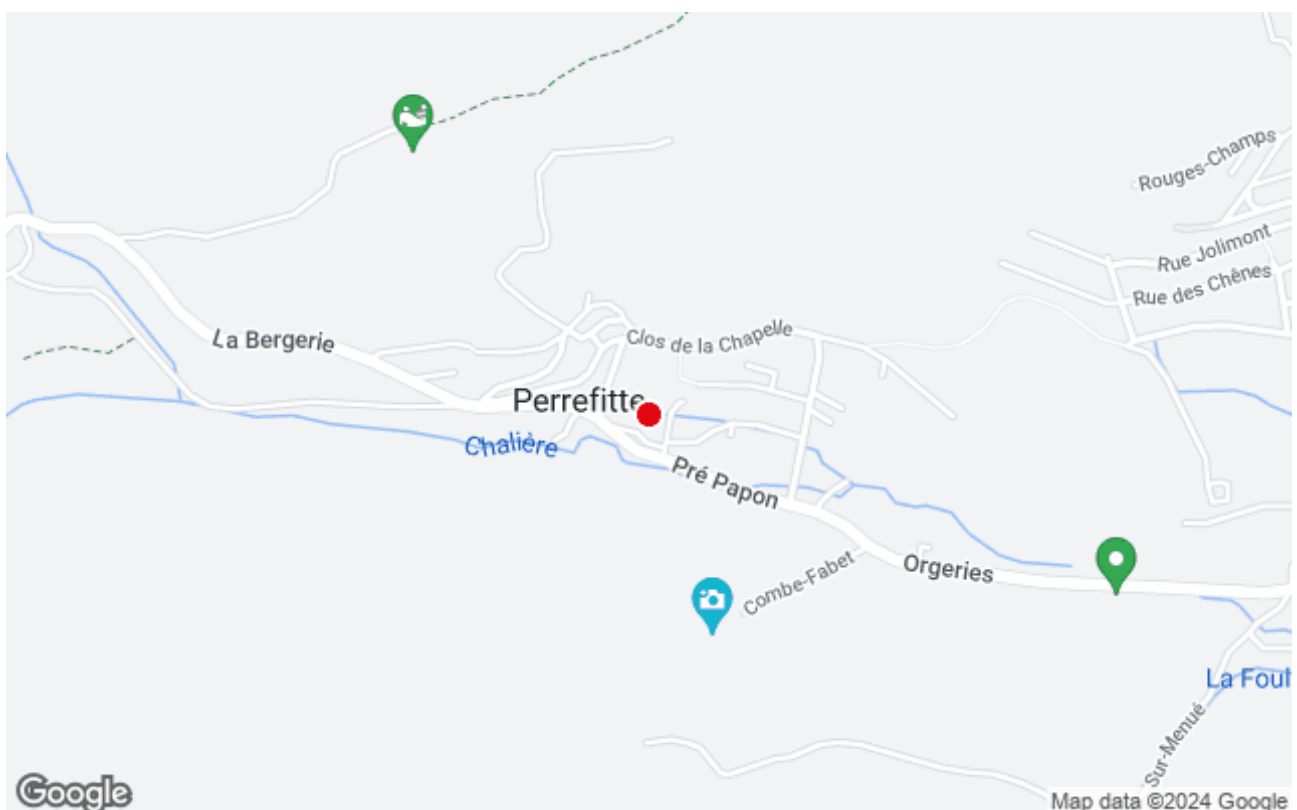 Rouges-Champs
Rue Jolimont
Rue des Chênes
La Bergerie
Clos de la Chapelle
Perrefitte
Chalière
Pré Papon
Orgeries
Combe-Fabet
La Foul
Sur-Menué
Google
Map data ©2024 Google